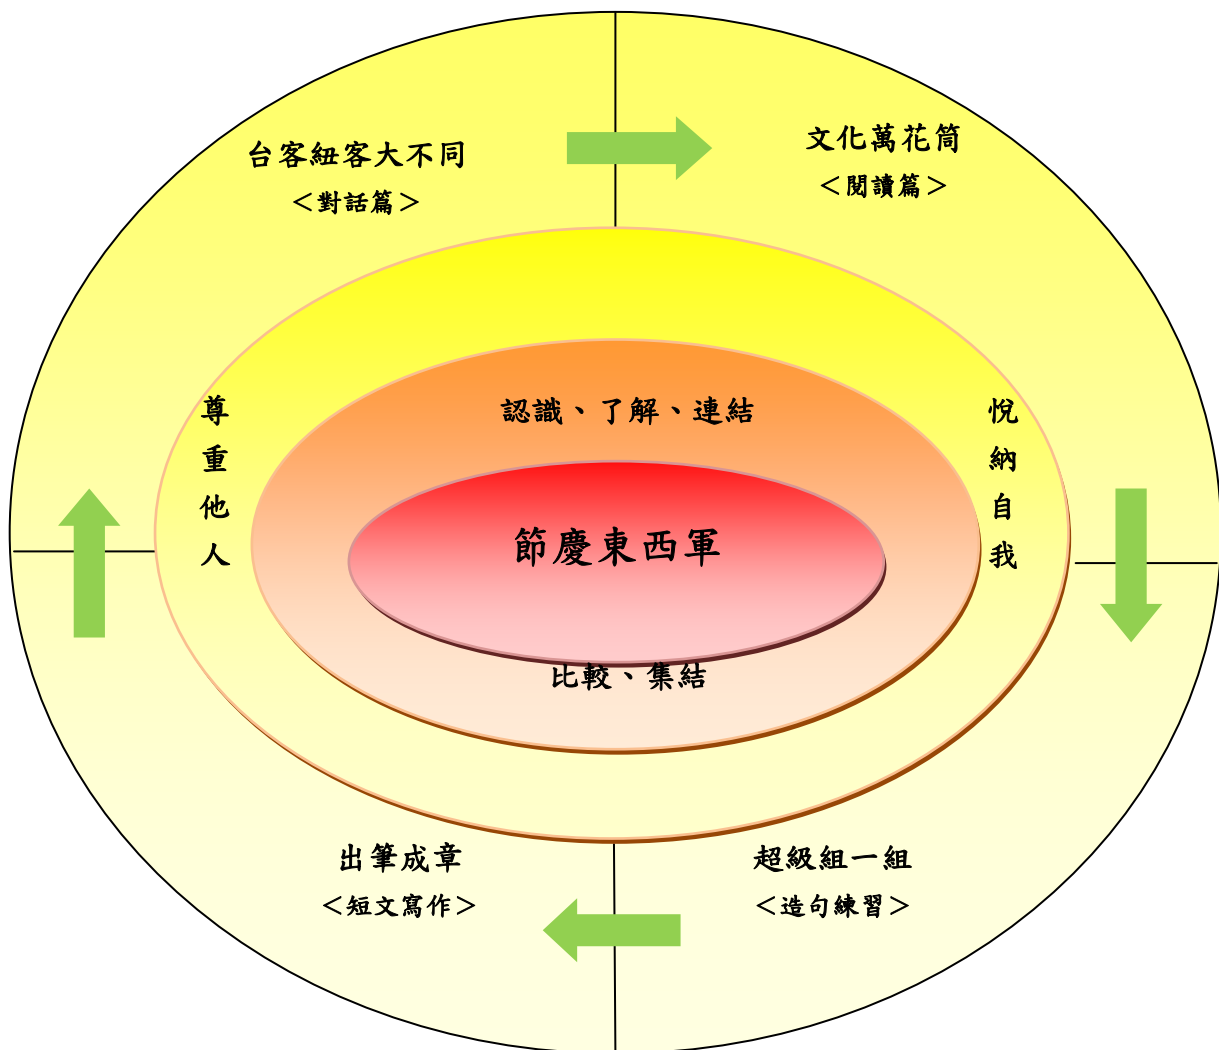 台客紐客大不同
＜對話篇＞
文化萬花筒
＜閱讀篇＞
尊重他人
認識、了解、連結
悅納自我
節慶東西軍
比較、集結
出筆成章
＜短文寫作＞
超級組一組
＜造句練習＞